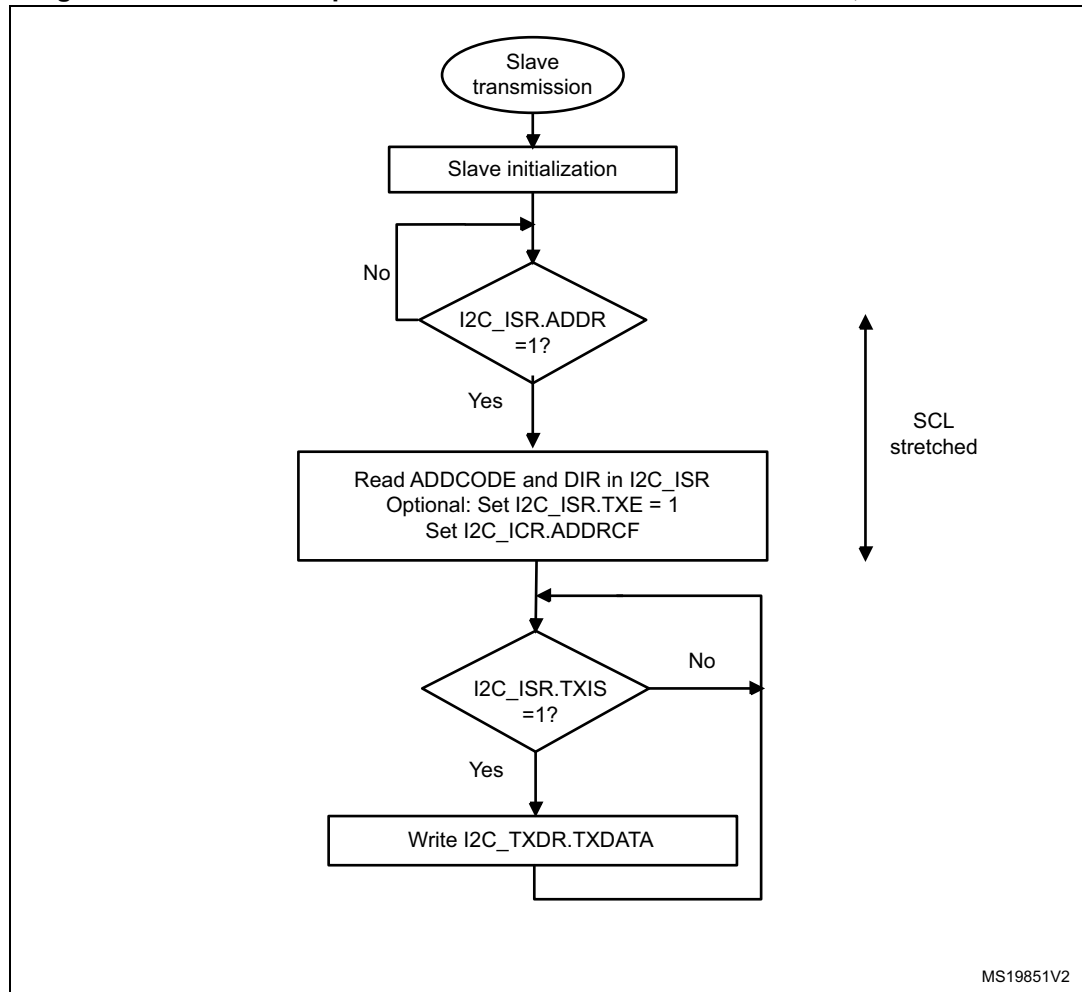 Slave
transmission
Slave initialization
No
I2C_ISR.ADDR
=1?
Yes
SCL
stretched
Read ADDCODE and DIR in I2C_ISR
Optional: Set I2C_ISR.TXE = 1
Set I2C_ICR.ADDRCF
No
I2C_ISR.TXIS
=1?
Yes
Write I2C_TXDR.TXDATA
MS19851V2